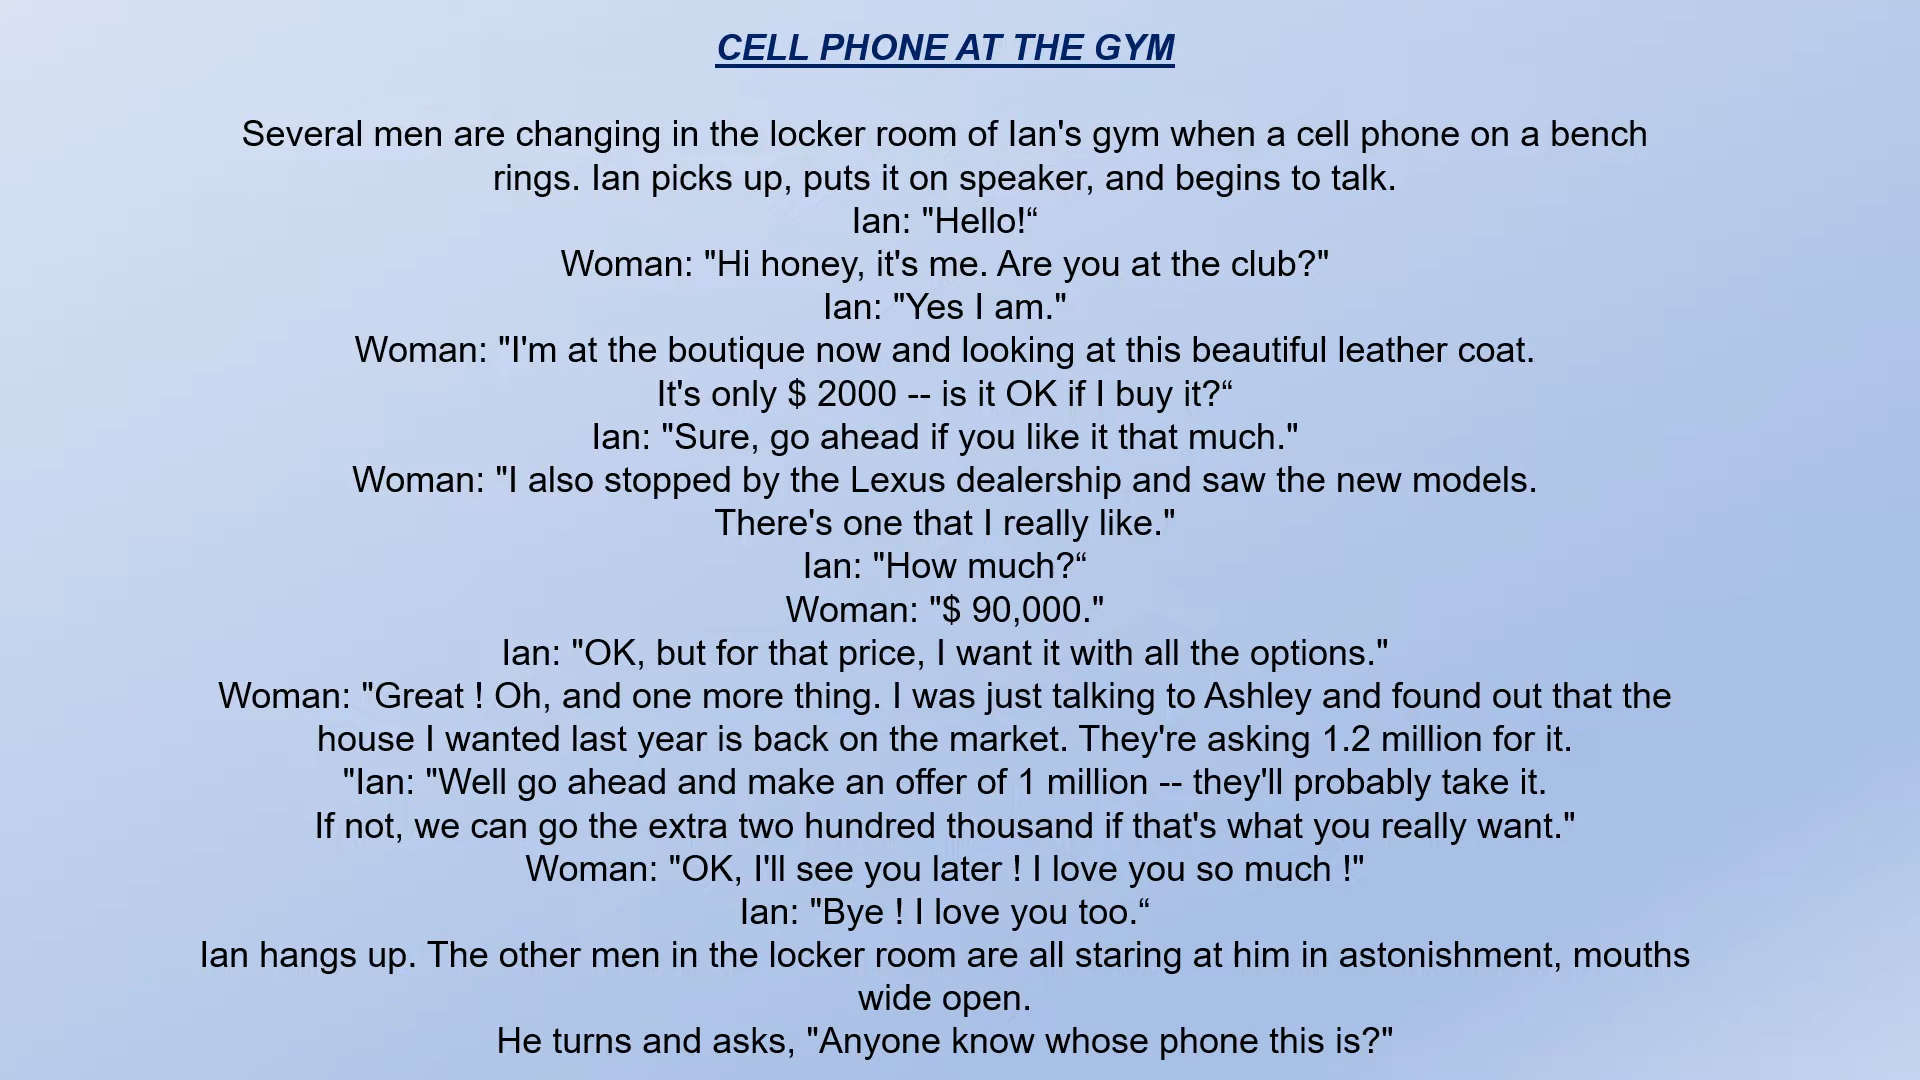 CELL PHONE AT THE GYM
Several men are changing in the locker room of Ian's gym when a cell phone on a bench
rings. Ian picks up, puts it on speaker, and begins to talk.
Ian: "Hello!“
Woman: "Hi honey, it's me. Are you at the club?"
Ian: "Yes I am."
Woman: "I'm at the boutique now and looking at this beautiful leather coat.
It's only $ 2000 -- is it OK if I buy it?“
Ian: "Sure, go ahead if you like it that much."
Woman: "I also stopped by the Lexus dealership and saw the new models.
There's one that I really like."
Ian: "How much?“
Woman: "$ 90,000."
Ian: "OK, but for that price, I want it with all the options."
Woman: "Great ! Oh, and one more thing. I was just talking to Ashley and found out that the
house I wanted last year is back on the market. They're asking 1.2 million for it.
"Ian: "Well go ahead and make an offer of 1 million -- they'll probably take it.
If not, we can go the extra two hundred thousand if that's what you really want."
Woman: "OK, I'll see you later ! I love you so much !"
Ian: "Bye ! I love you too.“
Ian hangs up. The other men in the locker room are all staring at him in astonishment, mouths
wide open.
He turns and asks, "Anyone know whose phone this is?"